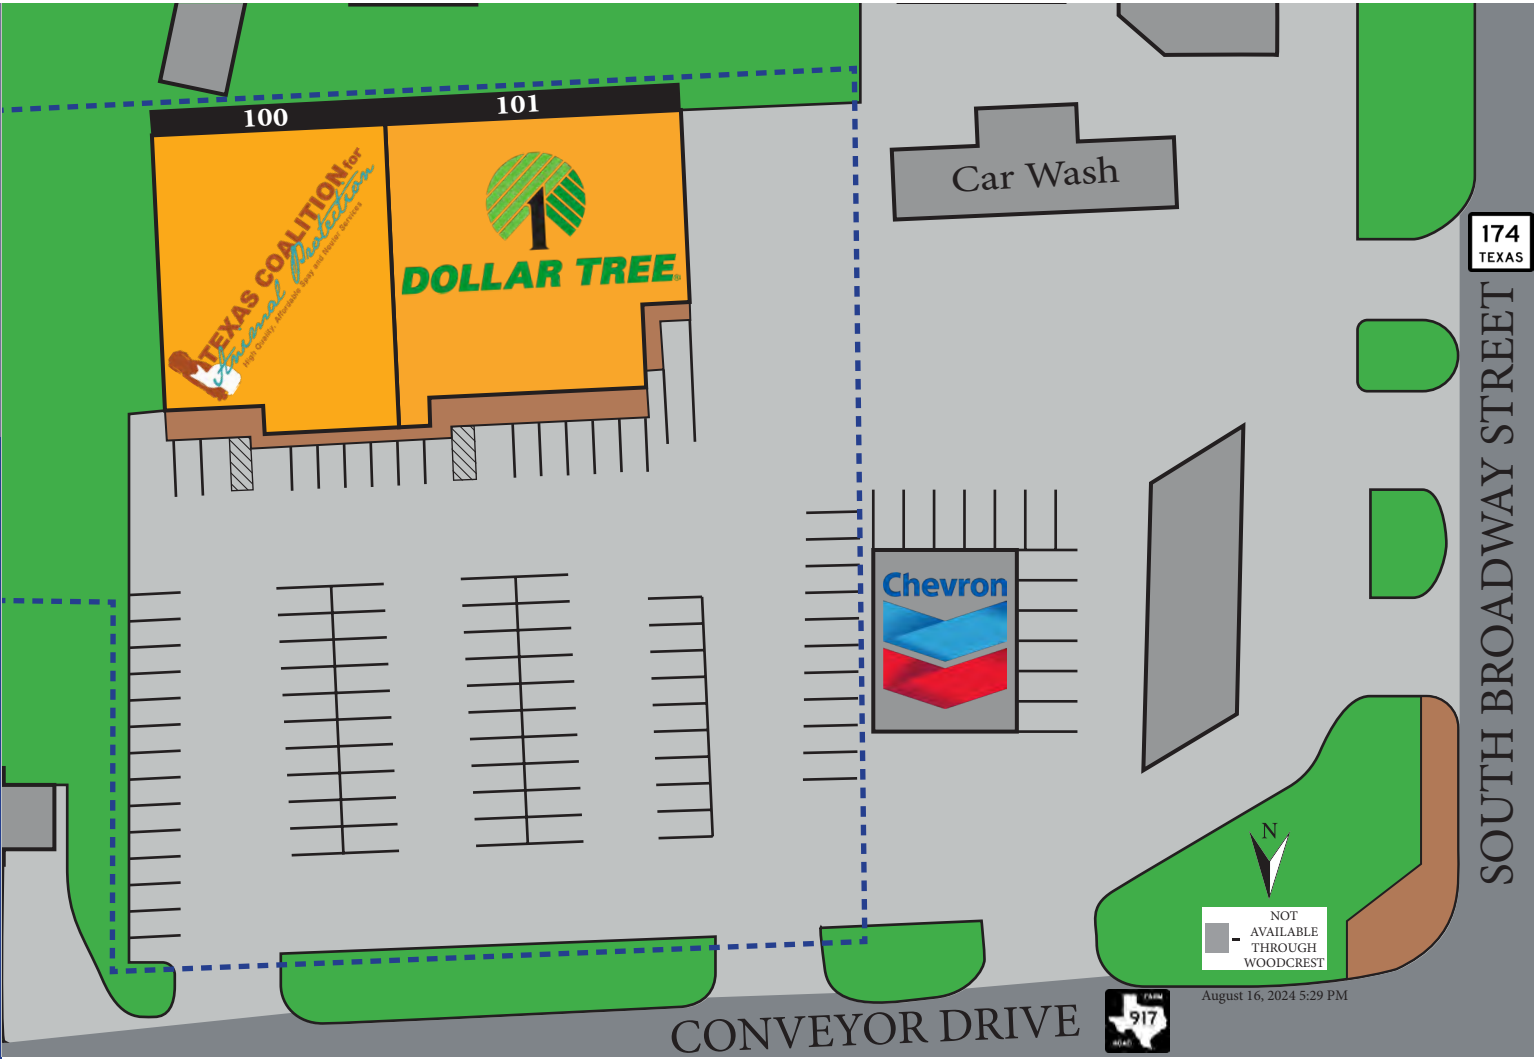 100
101
TEXAS COALITION for
Animal Protection
High Quality, Affordable Spay and Neuter Services
1
DOLLAR TREE®
Car Wash
174
TEXAS
SOUTH BROADWAY STREET
Chevron
N
NOT
AVAILABLE
THROUGH
WOODCREST
August 16, 2024 5:29 PM
CONVEYOR DRIVE
FARM
917
ROAD